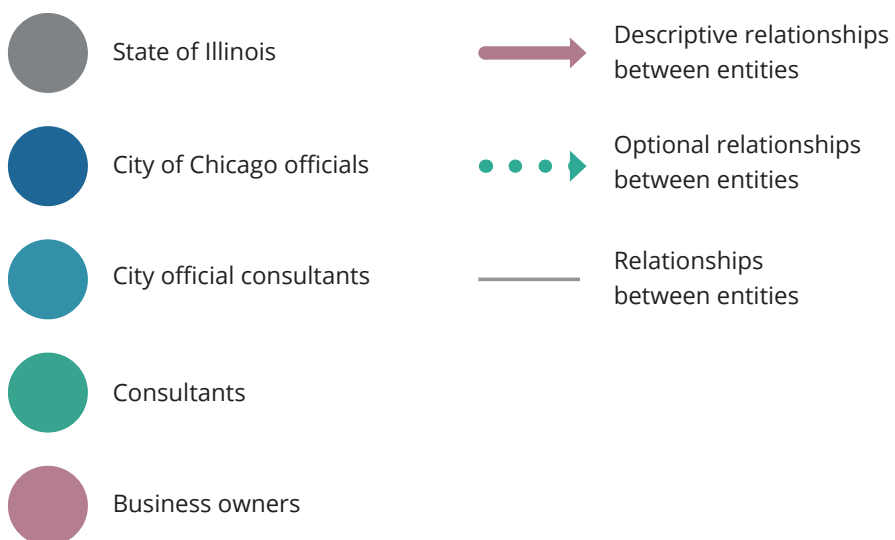 State of Illinois
City of Chicago officials
City official consultants
Consultants
Business owners
Descriptive relationships
between entities
Optional relationships
between entities
Relationships
between entities